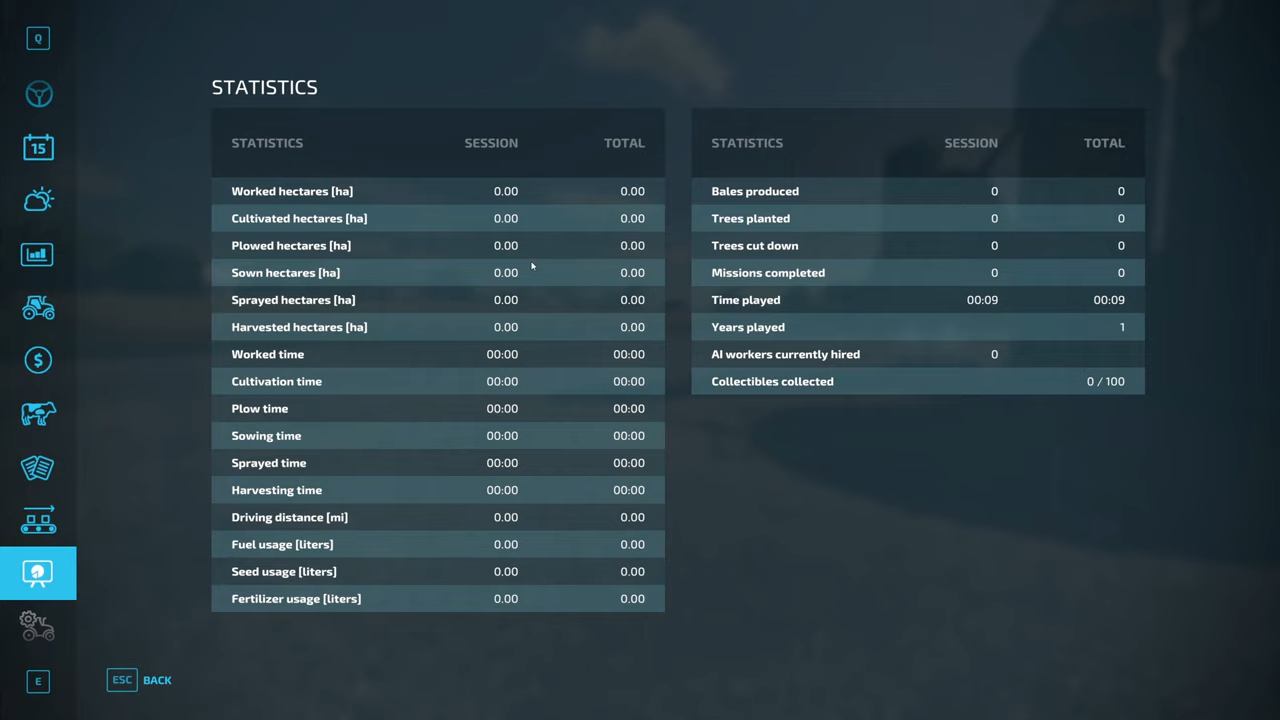 Q
15
STATISTICS
STATISTICS SESSION TOTAL
Worked hectares [ha] 0.00 0.00
Cultivated hectares [ha] 0.00 0.00
Plowed hectares [ha] 0.00 0.00
Sown hectares [ha] 0.00 0.00
Sprayed hectares [ha] 0.00 0.00
Harvested hectares [ha] 0.00 0.00
Worked time 00:00 00:00
Cultivation time 00:00 00:00
Plow time 00:00 00:00
Sowing time 00:00 00:00
Sprayed time 00:00 00:00
Harvesting time 00:00 00:00
Driving distance [mi] 0.00 0.00
Fuel usage [liters] 0.00 0.00
Seed usage [liters] 0.00 0.00
Fertilizer usage [liters] 0.00 0.00
STATISTICS SESSION TOTAL
Bales produced 0 0
Trees planted 0 0
Trees cut down 0 0
Missions completed 0 0
Time played 00:09 00:09
Years played 1
AI workers currently hired 0
Collectibles collected 0 / 100
$
E
ESC BACK